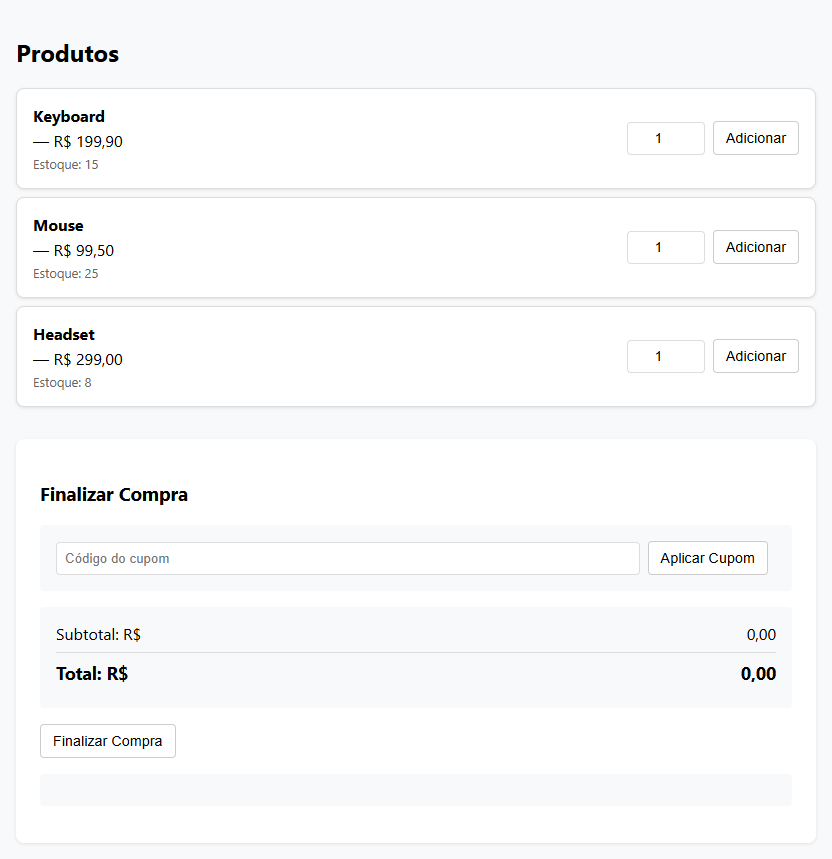 Produtos
Keyboard
— R$ 199,90
Estoque: 15
1 Adicionar
Mouse
— R$ 99,50
Estoque: 25
1 Adicionar
Headset
— R$ 299,00
Estoque: 8
1 Adicionar
Finalizar Compra
Código do cupom Aplicar Cupom
Subtotal: R$ 0,00
Total: R$ 0,00
Finalizar Compra